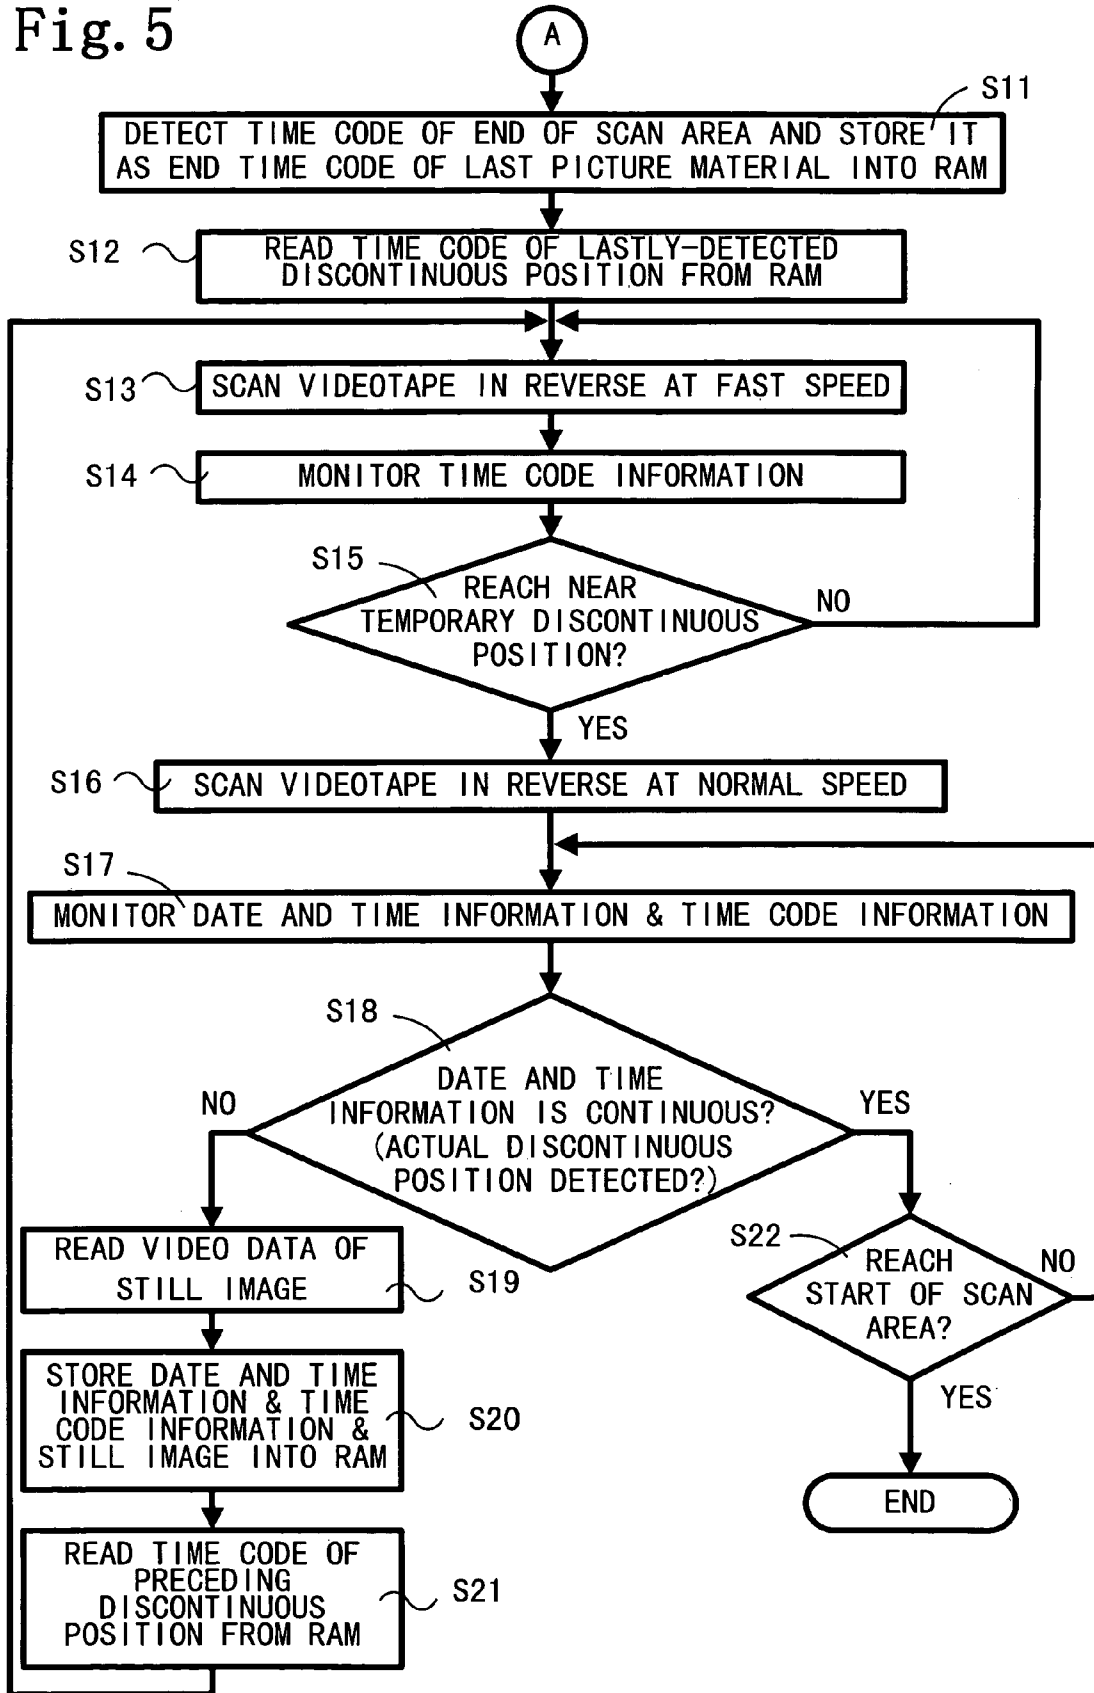 Fig. 5
A
S11
DETECT TIME CODE OF END OF SCAN AREA AND STORE IT
AS END TIME CODE OF LAST PICTURE MATERIAL INTO RAM
S12
READ TIME CODE OF LASTLY-DETECTED
DISCONTINUOUS POSITION FROM RAM
S13
SCAN VIDEOTAPE IN REVERSE AT FAST SPEED
S14
MONITOR TIME CODE INFORMATION
S15
REACH NEAR
TEMPORARY DISCONTINUOUS
POSITION?
NO
YES
S16
SCAN VIDEOTAPE IN REVERSE AT NORMAL SPEED
S17
MONITOR DATE AND TIME INFORMATION & TIME CODE INFORMATION
S18
DATE AND TIME
INFORMATION IS CONTINUOUS?
(ACTUAL DISCONTINUOUS
POSITION DETECTED?)
NO
YES
READ VIDEO DATA OF
STILL IMAGE
S19
S22
REACH
START OF SCAN
AREA?
NO
YES
STORE DATE AND TIME
INFORMATION & TIME
CODE INFORMATION &
STILL IMAGE INTO RAM
S20
END
READ TIME CODE OF
PRECEDING
DISCONTINUOUS
POSITION FROM RAM
S21